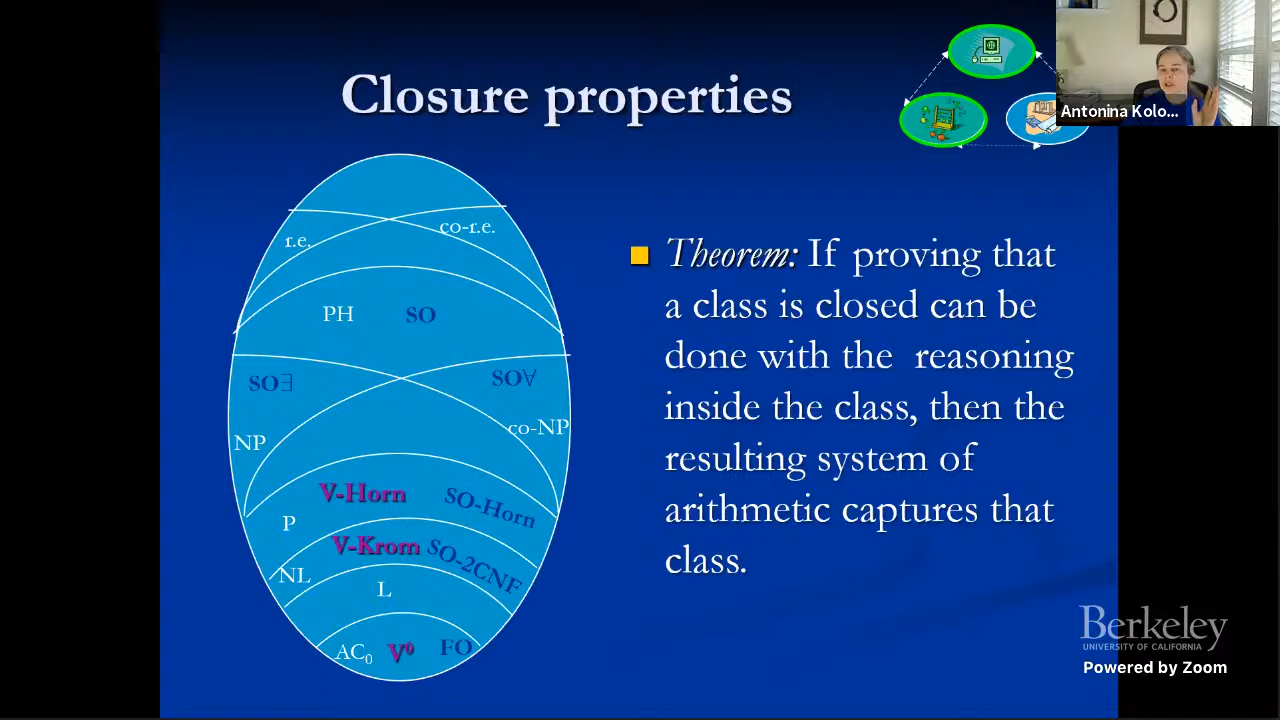 Closure properties
Antonina Kolo...
r.e.
co-r.e.
PH SO
SO∃
SO∀
NP
co-NP
V-Horn SO-Horn
P
V-Krom SO-2CNF
NL
L
AC₀ V⁰ FO
Theorem: If proving that
a class is closed can be
done with the reasoning
inside the class, then the
resulting system of
arithmetic captures that
class.
Berkeley
UNIVERSITY OF CALIFORNIA
Powered by Zoom